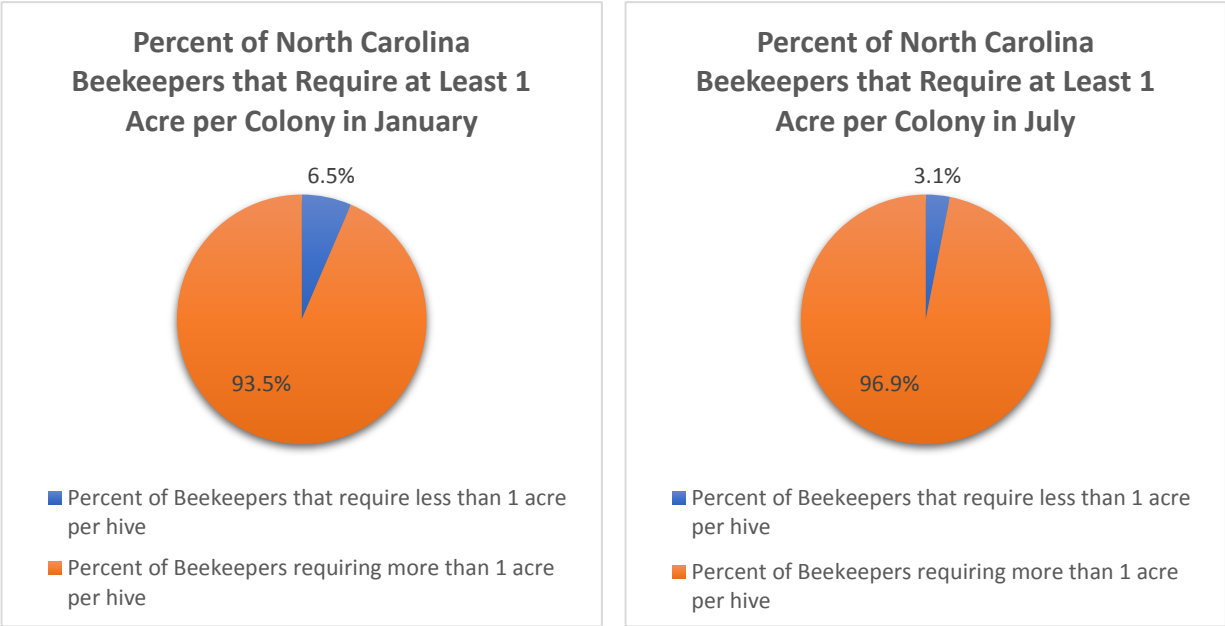 Percent of North Carolina
Beekeepers that Require at Least 1
Acre per Colony in January
6.5%
93.5%
Percent of Beekeepers that require less than 1 acre
per hive
Percent of Beekeepers requiring more than 1 acre
per hive
Percent of North Carolina
Beekeepers that Require at Least 1
Acre per Colony in July
3.1%
96.9%
Percent of Beekeepers that require less than 1 acre
per hive
Percent of Beekeepers requiring more than 1 acre
per hive